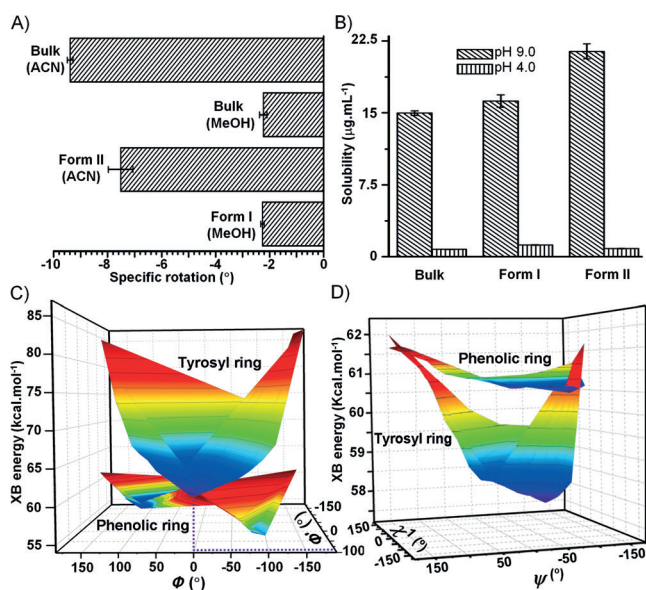 A)
Bulk
(ACN)
Bulk
(MeOH)
Form II
(ACN)
Form I
(MeOH)
-10 -8 -6 -4 -2 0
Specific rotation (°)
B)
22.5
15
7.5
0
Solubility (μg.mL⁻¹)
pH 9.0
pH 4.0
Bulk Form I Form II
C)
85
80
75
70
65
60
55
XB energy (kcal.mol⁻¹)
Tyrosyl ring
Phenolic ring
150 100 50 0 -50 -100 -150
Φ (°)
-150
0
100
Φ' (°)
D)
62
61
60
59
58
XB energy (Kcal.mol⁻¹)
Phenolic ring
Tyrosyl ring
150
0
-150
χ2-1 (°)
150 50 -50 -150
ψ (°)